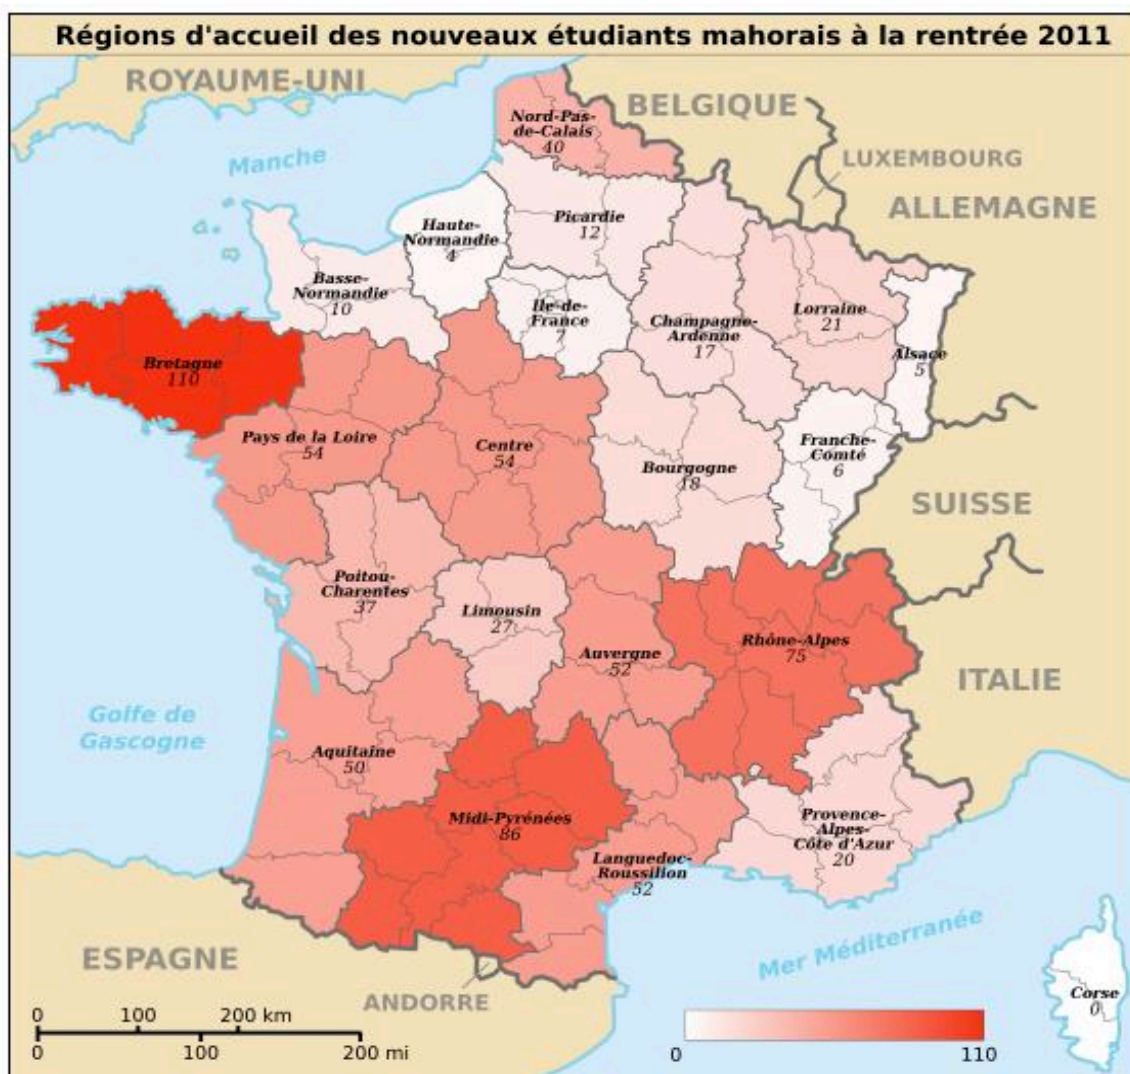 Régions d'accueil des nouveaux étudiants mahorais à la rentrée 2011
ROYAUME-UNI
BELGIQUE
Nord-Pas-
de-Calais
40
Manche
LUXEMBOURG
ALLEMAGNE
Haute-
Normandie
4
Picardie
12
Basse-
Normandie
10
Ile-de-
France
7
Champagne-
Ardenne
17
Lorraine
21
Alsace
5
Bretagne
110
Pays de la Loire
54
Centre
54
Bourgogne
18
Franche-
Comté
6
SUISSE
Poitou-
Charentes
37
Limousin
27
Auvergne
52
Rhône-Alpes
75
ITALIE
Golfe de
Gascogne
Aquitaine
50
Midi-Pyrénées
86
Languedoc-
Roussillon
52
Provence-
Alpes-
Côte d'Azur
20
Mer Méditerranée
ESPAGNE
ANDORRE
Corse
0
0 100 200 km
0 100 200 mi
0 110